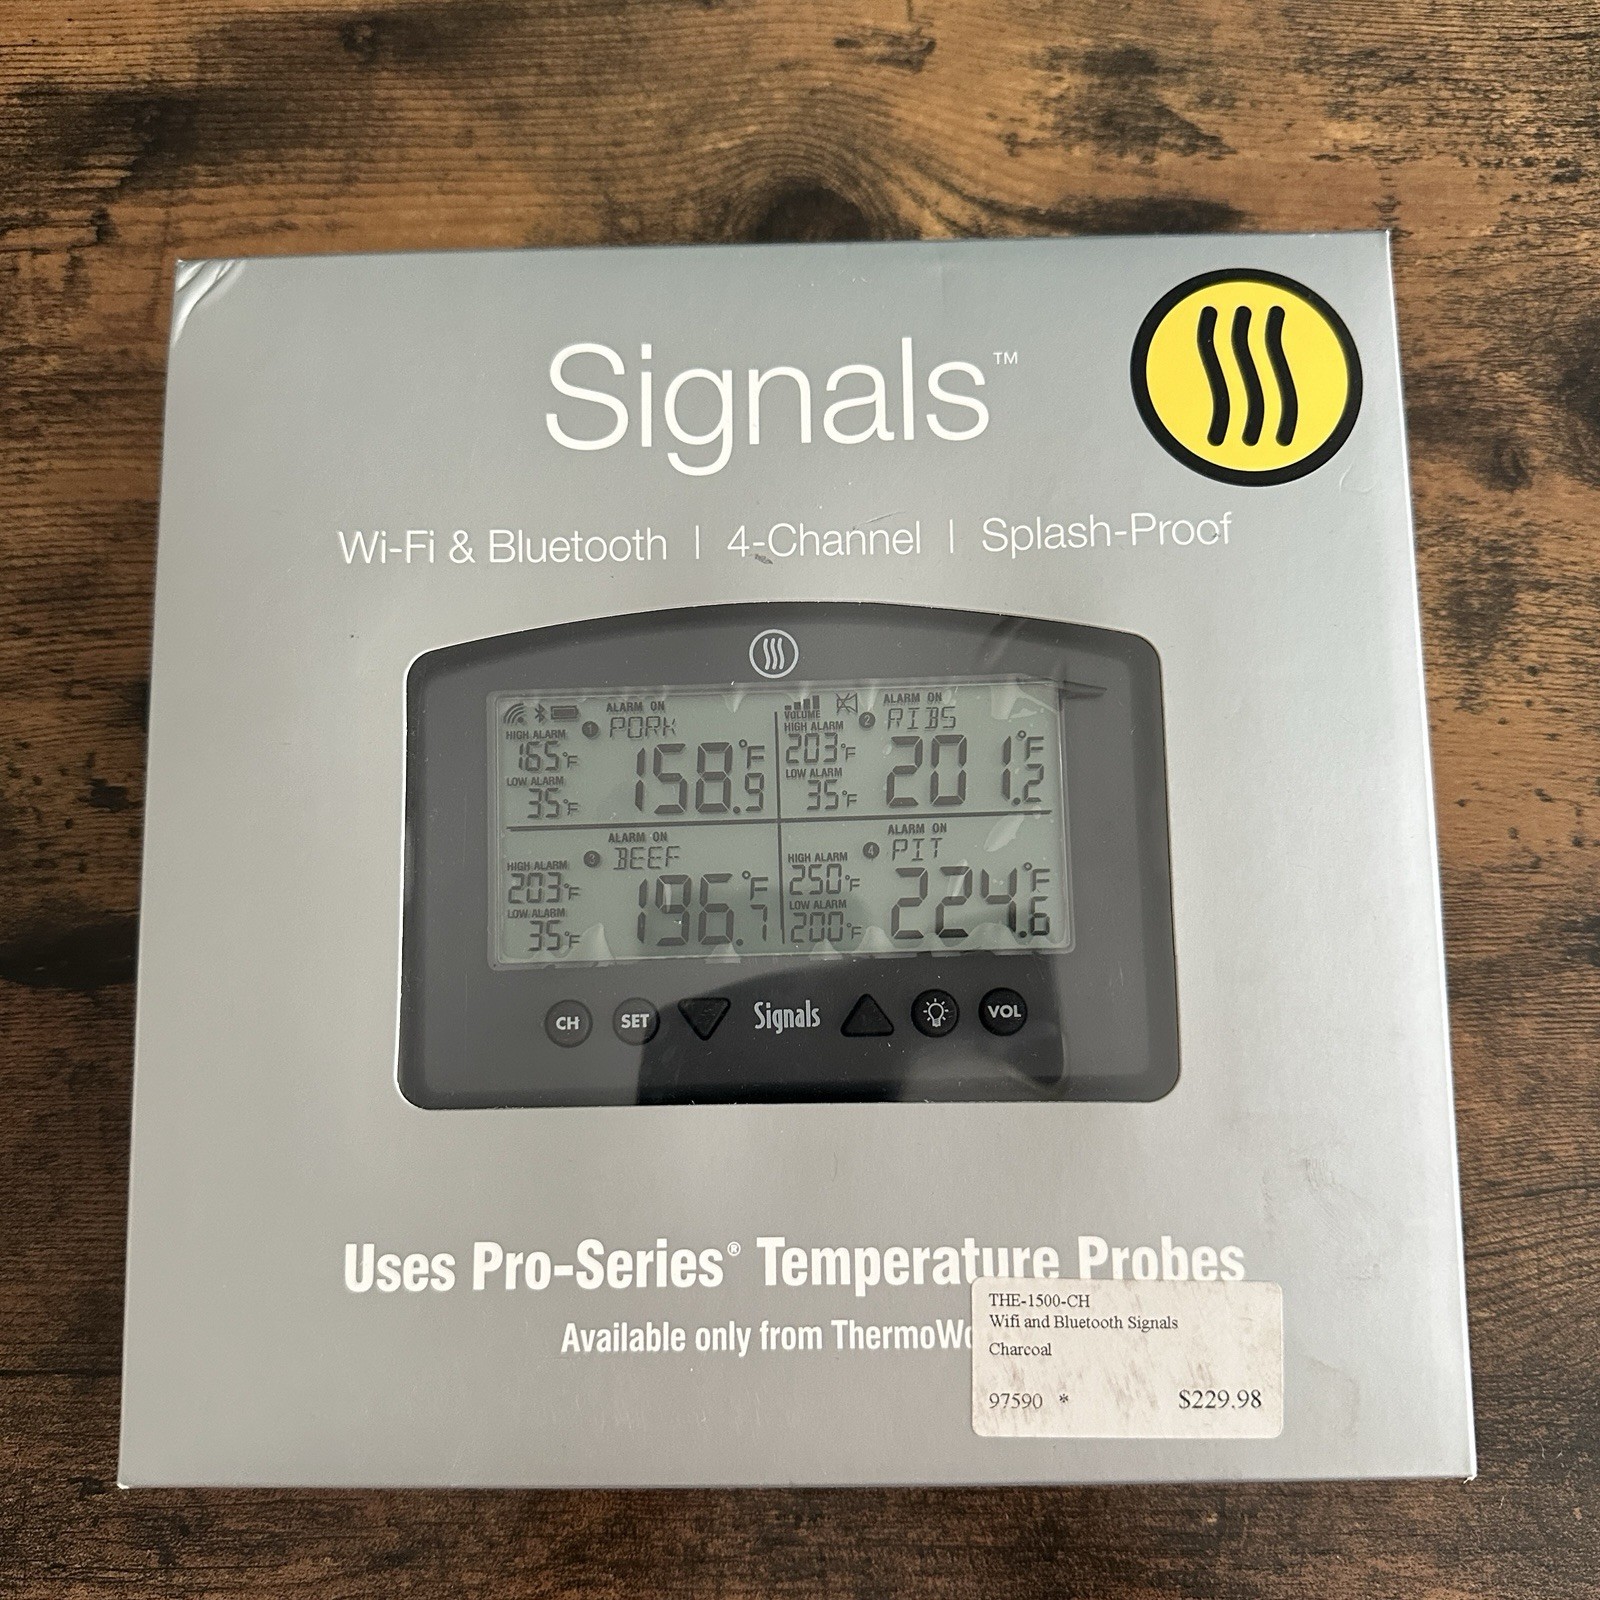 Signals™
Wi-Fi & Bluetooth | 4-Channel | Splash-Proof
ALARM ON
1 PORK
HIGH ALARM
165°F
LOW ALARM
35°F
158.9°F
VOLUME
ALARM ON
2 RIBS
HIGH ALARM
203°F
LOW ALARM
35°F
201.2°F
ALARM ON
3 BEEF
HIGH ALARM
203°F
LOW ALARM
35°F
196.7°F
ALARM ON
4 PIT
HIGH ALARM
250°F
LOW ALARM
200°F
224.6°F
CH SET Signals VOL
Uses Pro-Series® Temperature Probes
Available only from
THE-1500-CH
Wifi and Bluetooth Signals
Charcoal
97590 * $229.98